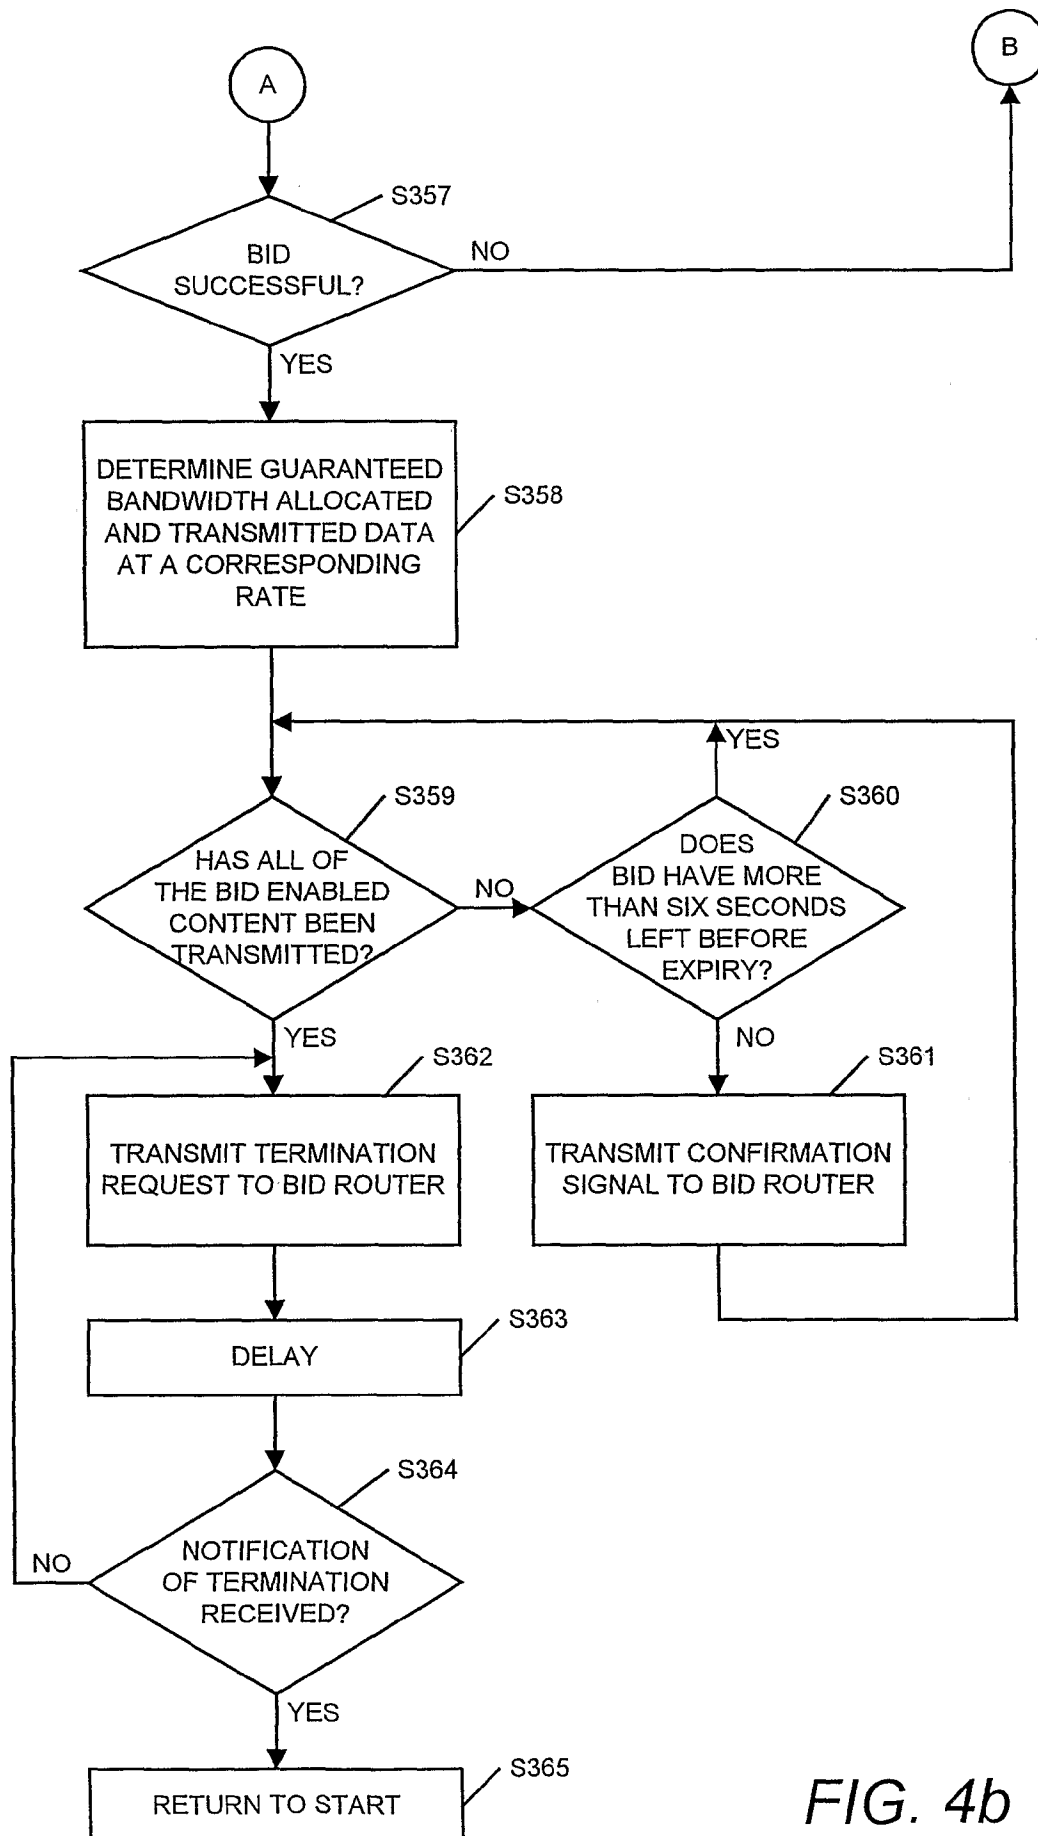 B
A
S357
BID
SUCCESSFUL?
NO
YES
DETERMINE GUARANTEED
BANDWIDTH ALLOCATED
AND TRANSMITTED DATA
AT A CORRESPONDING
RATE
S358
YES
S359
HAS ALL OF
THE BID ENABLED
CONTENT BEEN
TRANSMITTED?
NO
S360
DOES
BID HAVE MORE
THAN SIX SECONDS
LEFT BEFORE
EXPIRY?
YES
NO
S362
S361
TRANSMIT TERMINATION
REQUEST TO BID ROUTER
TRANSMIT CONFIRMATION
SIGNAL TO BID ROUTER
S363
DELAY
S364
NOTIFICATION
OF TERMINATION
RECEIVED?
NO
YES
S365
RETURN TO START
FIG. 4b